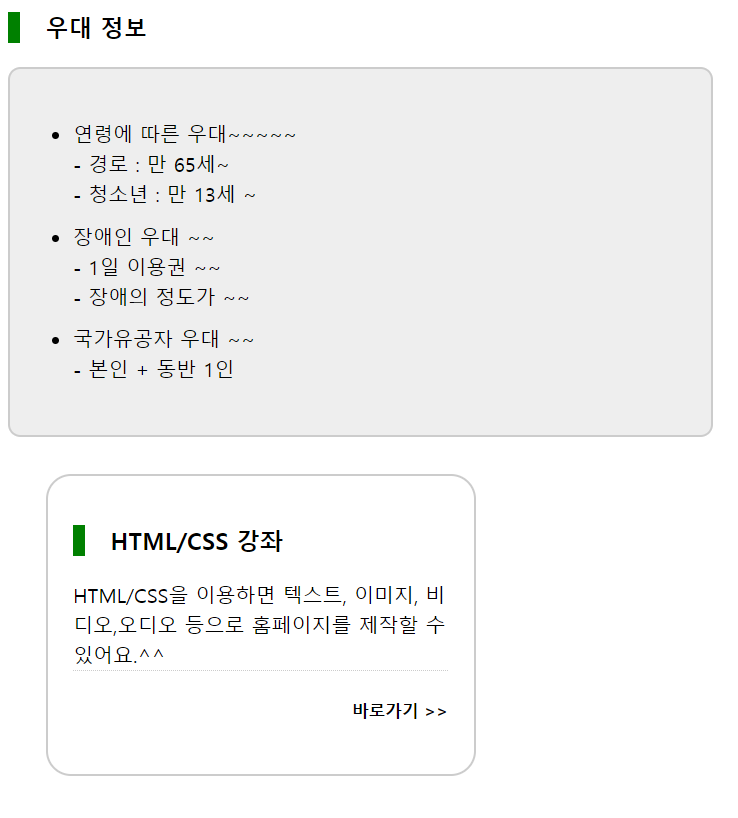 우대 정보
연령에 따른 우대~~~~~
- 경로 : 만 65세~
- 청소년 : 만 13세 ~
장애인 우대 ~~
- 1일 이용권 ~~
- 장애의 정도가 ~~
국가유공자 우대 ~~
- 본인 + 동반 1인
HTML/CSS 강좌
HTML/CSS을 이용하면 텍스트, 이미지, 비
디오,오디오 등으로 홈페이지를 제작할 수
있어요.^^
바로가기 >>